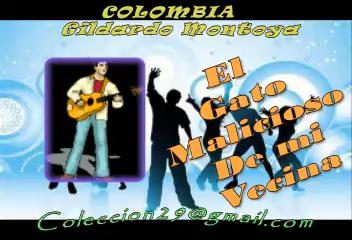 COLOMBIA
Gildardo Montoya
El
Gato
Malicioso
De mi
Vecina
Coleccion29@gmail.com